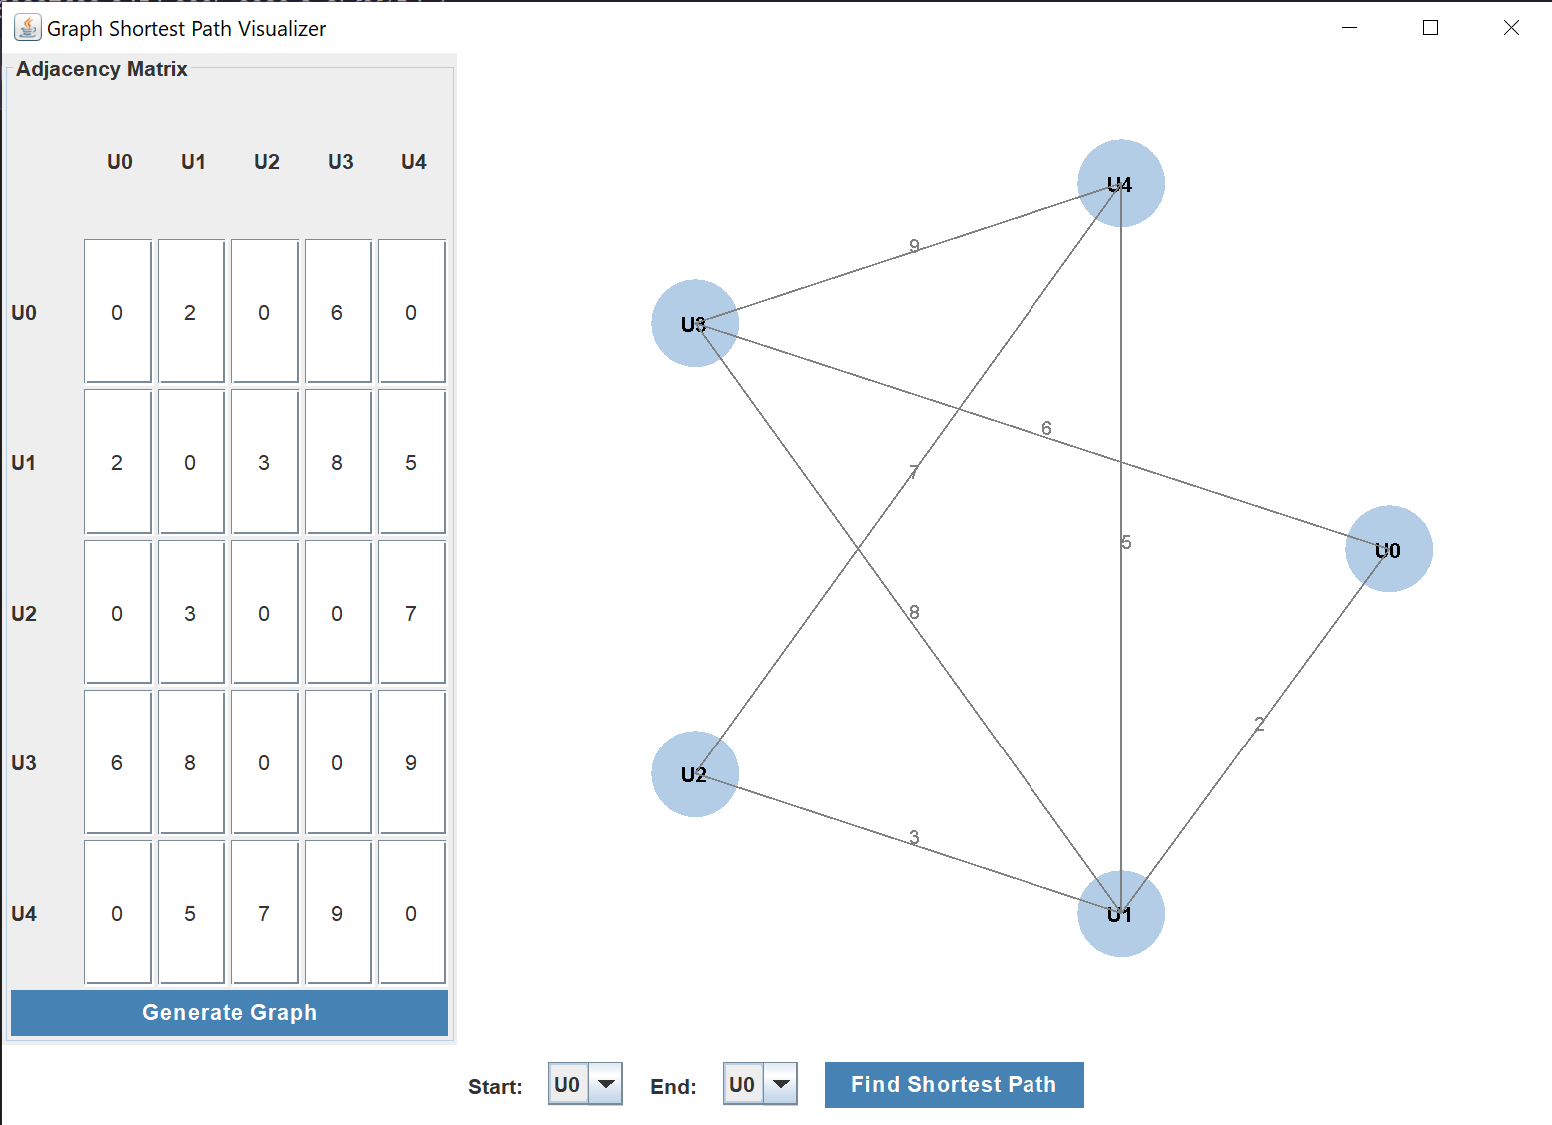 Graph Shortest Path Visualizer
Adjacency Matrix
U0 U1 U2 U3 U4
U0 0 2 0 6 0
U1 2 0 3 8 5
U2 0 3 0 0 7
U3 6 8 0 0 9
U4 0 5 7 9 0
Generate Graph
U4
9
U3
6
7
5
U0
8
2
U2
3
U1
Start: U0 End: U0 Find Shortest Path